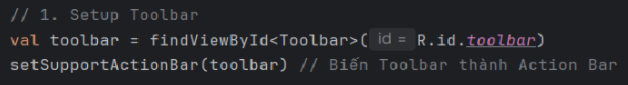 // 1. Setup Toolbar
val toolbar = findViewById<Toolbar>( id = R.id.toolbar)
setSupportActionBar(toolbar) // Biến Toolbar thành Action Bar